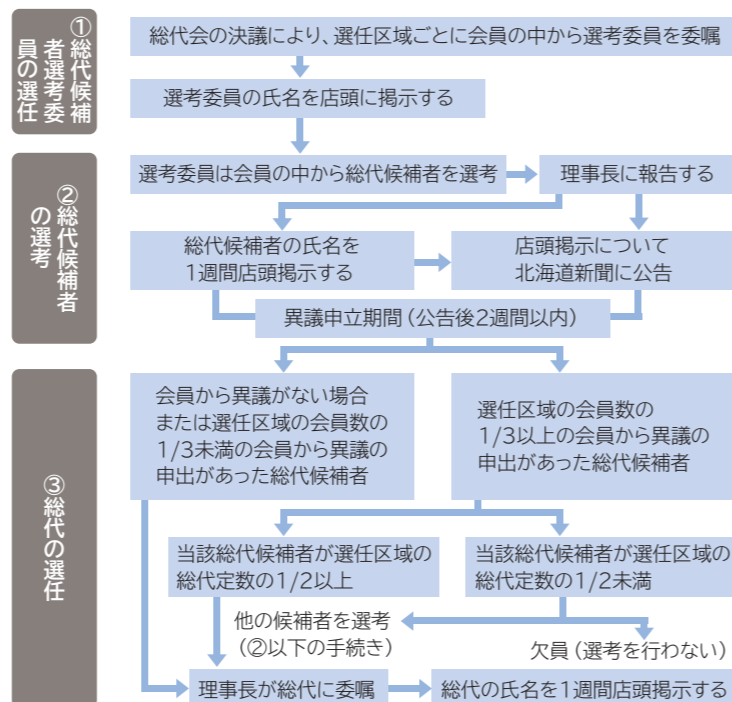 ①総代候補
者選考委
員の選任
総代会の決議により、選任区域ごとに会員の中から選考委員を委嘱
選考委員の氏名を店頭に掲示する
②総代候補者
の選考
選考委員は会員の中から総代候補者を選考
理事長に報告する
総代候補者の氏名を
1週間店頭掲示する
店頭掲示について
北海道新聞に公告
異議申立期間（公告後2週間以内）
③総代の選任
会員から異議がない場合
または選任区域の会員数の
1/3未満の会員から異議の
申出があった総代候補者
選任区域の会員数の
1/3以上の会員から異議の
申出があった総代候補者
当該総代候補者が選任区域の
総代定数の1/2以上
当該総代候補者が選任区域の
総代定数の1/2未満
他の候補者を選考
（②以下の手続き）
欠員（選考を行わない）
理事長が総代に委嘱
総代の氏名を1週間店頭掲示する